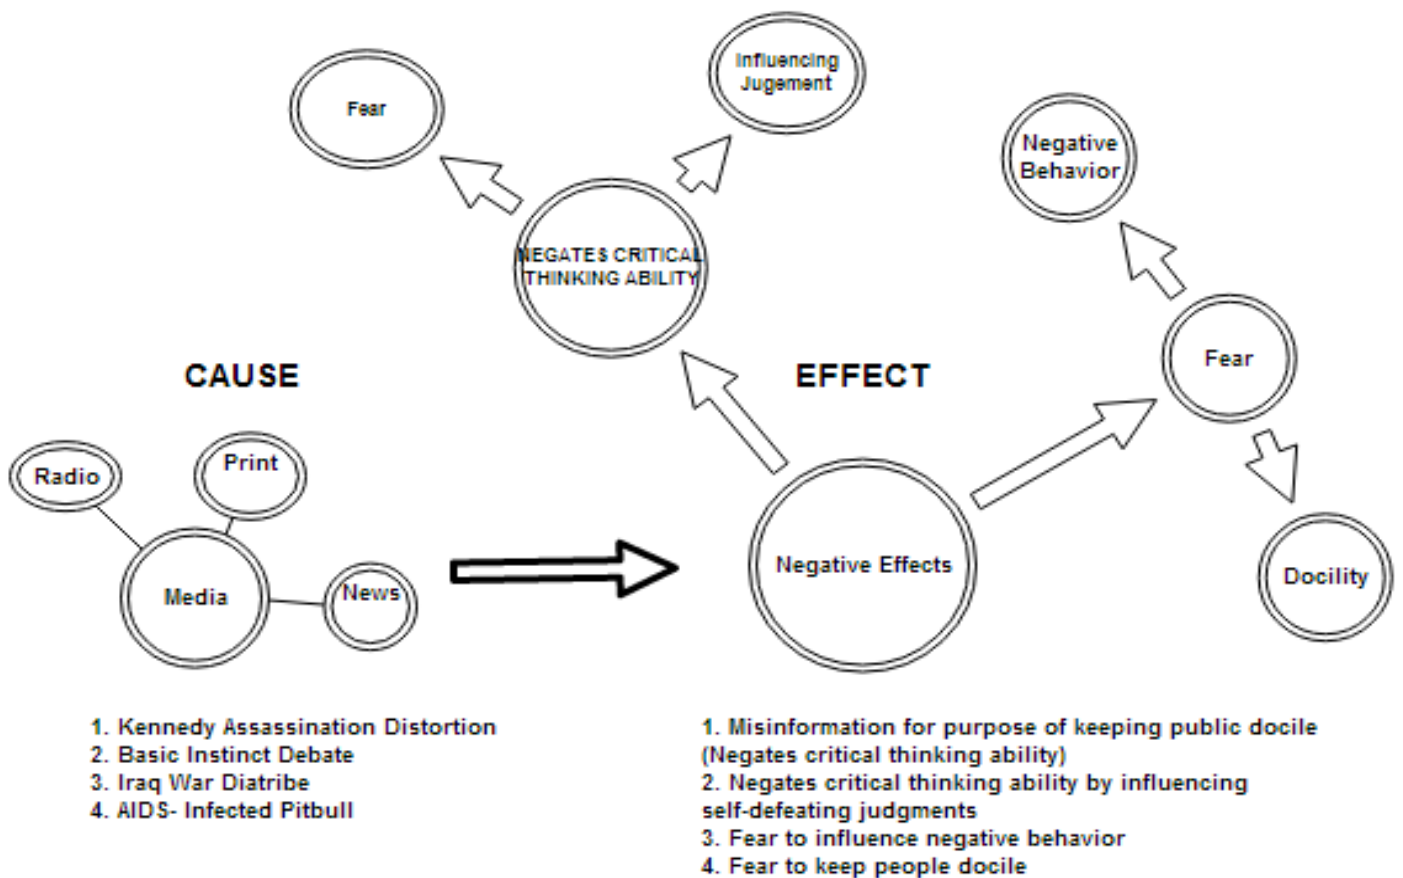 Influencing
Jugement
Fear
Negative
Behavior
NEGATES CRITICAL
THINKING ABILITY
Fear
CAUSE
EFFECT
Radio
Print
Media
News
Negative Effects
Docility
1. Kennedy Assassination Distortion
2. Basic Instinct Debate
3. Iraq War Diatribe
4. AIDS- Infected Pitbull
1. Misinformation for purpose of keeping public docile
(Negates critical thinking ability)
2. Negates critical thinking ability by influencing
self-defeating judgments
3. Fear to influence negative behavior
4. Fear to keep people docile